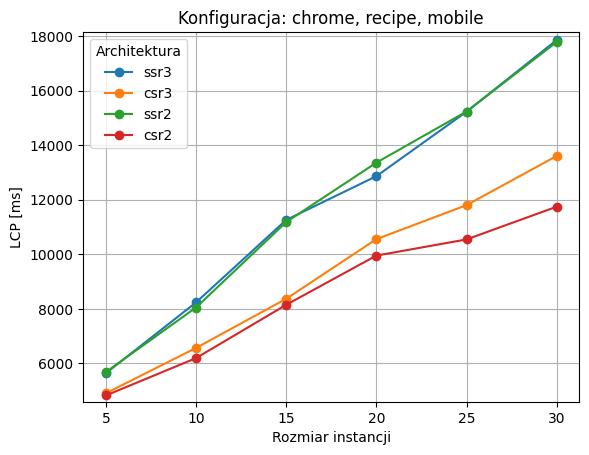 Konfiguracja: chrome, recipe, mobile
18000
16000
14000
12000
10000
8000
6000
LCP [ms]
Architektura
ssr3
csr3
ssr2
csr2
5 10 15 20 25 30
Rozmiar instancji